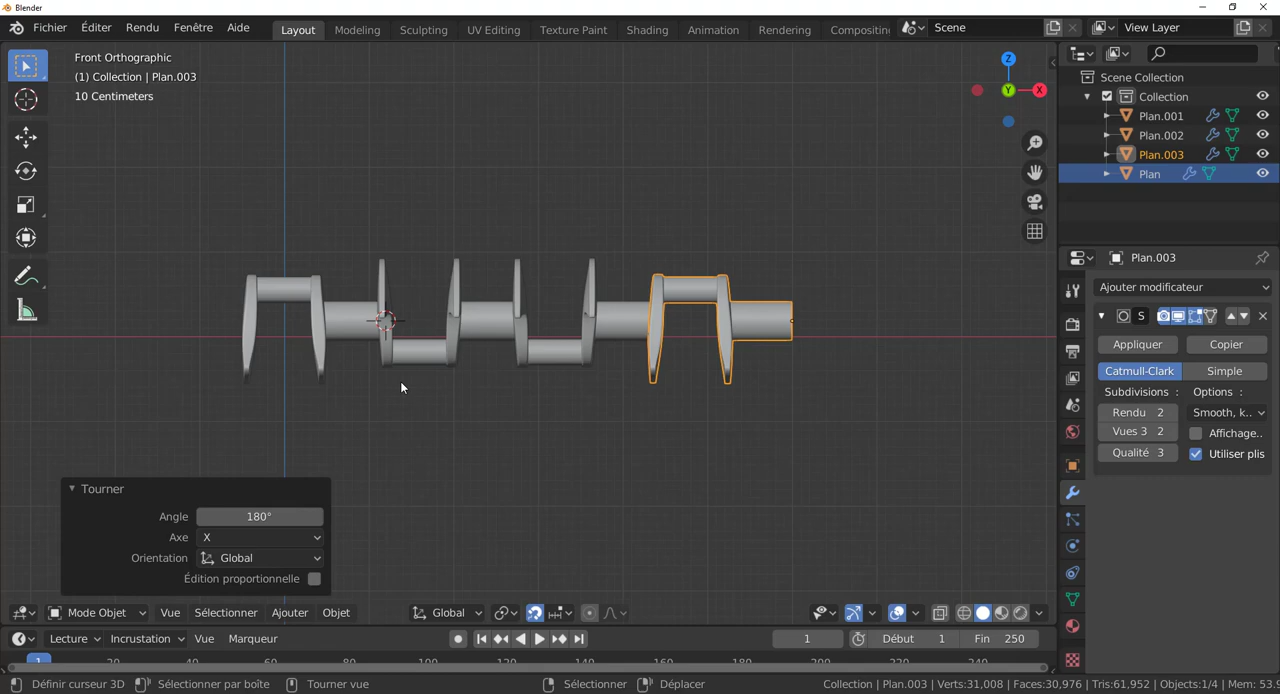 Blender
Fichier Éditer Rendu Fenêtre Aide Layout Modeling Sculpting UV Editing Texture Paint Shading Animation Rendering Compositing Scene View Layer
Front Orthographic
(1) Collection | Plan.003
10 Centimeters
Z
Y
X
Scene Collection
Collection
Plan.001
Plan.002
Plan.003
Plan
Plan.003
Ajouter modificateur
S
Appliquer Copier
Catmull-Clark Simple
Subdivisions : Options :
Rendu 2 Smooth, k..
Vues 3 2 Affichage..
Qualité 3 Utiliser plis
Tourner
Angle 180°
Axe X
Orientation Global
Édition proportionnelle
Mode Objet Vue Sélectionner Ajouter Objet Global
Lecture Incrustation Vue Marqueur 1 Début 1 Fin 250
1 20 40 60 80 100 120 140 160 180 200 220 240
Définir curseur 3D Sélectionner par boîte Tourner vue Sélectionner Déplacer Collection | Plan.003 | Verts:31,008 | Faces:30,976 | Tris:61,952 | Objects:1/4 | Mem: 53.